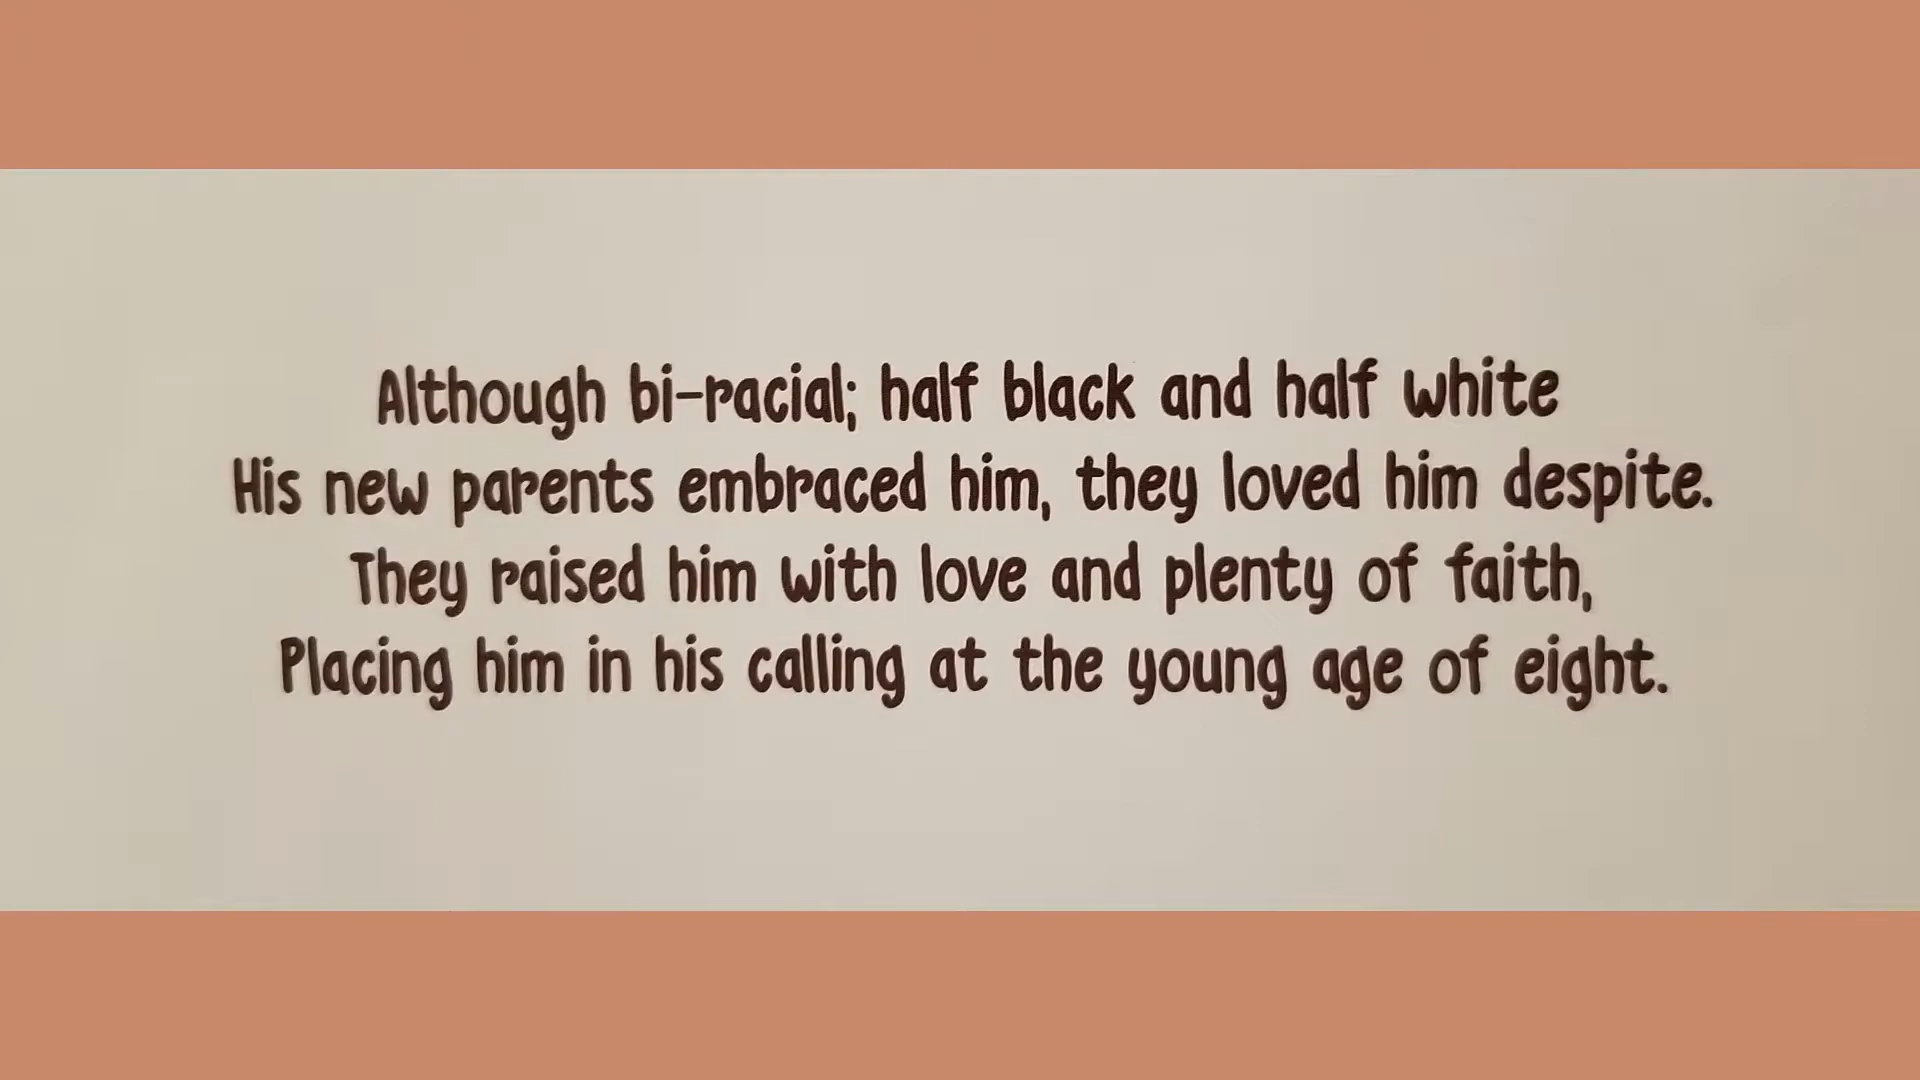 Although bi-racial; half black and half white
His new parents embraced him, they loved him despite.
They raised him with love and plenty of faith,
Placing him in his calling at the young age of eight.